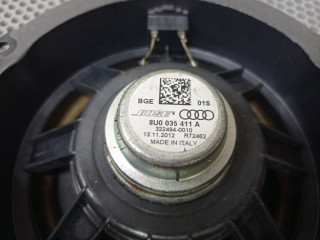 BGE 01S
BOSE
8U0 035 411 A
322494-0010
13.11.2012 R72462
MADE IN ITALY